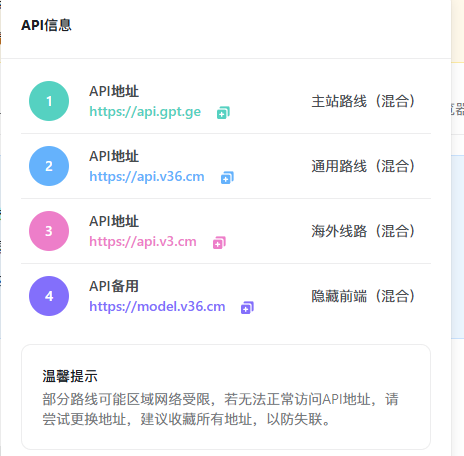 API信息
1
API地址
https://api.gpt.ge
主站路线（混合）
2
API地址
https://api.v36.cm
通用路线（混合）
3
API地址
https://api.v3.cm
海外线路（混合）
4
API备用
https://model.v36.cm
隐藏前端（混合）
温馨提示
部分路线可能区域网络受限，若无法正常访问API地址，请
尝试更换地址，建议收藏所有地址，以防失联。